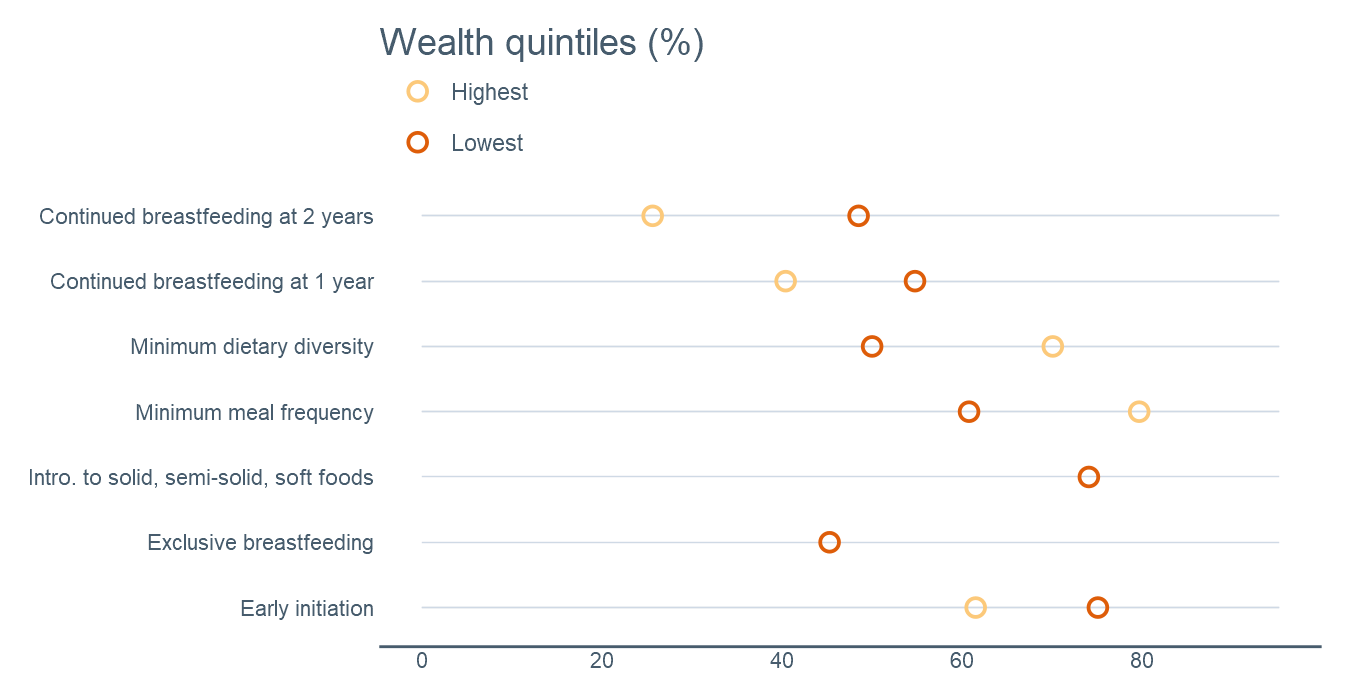 Wealth quintiles (%)
Highest
Lowest
Continued breastfeeding at 2 years
Continued breastfeeding at 1 year
Minimum dietary diversity
Minimum meal frequency
Intro. to solid, semi-solid, soft foods
Exclusive breastfeeding
Early initiation
0 20 40 60 80